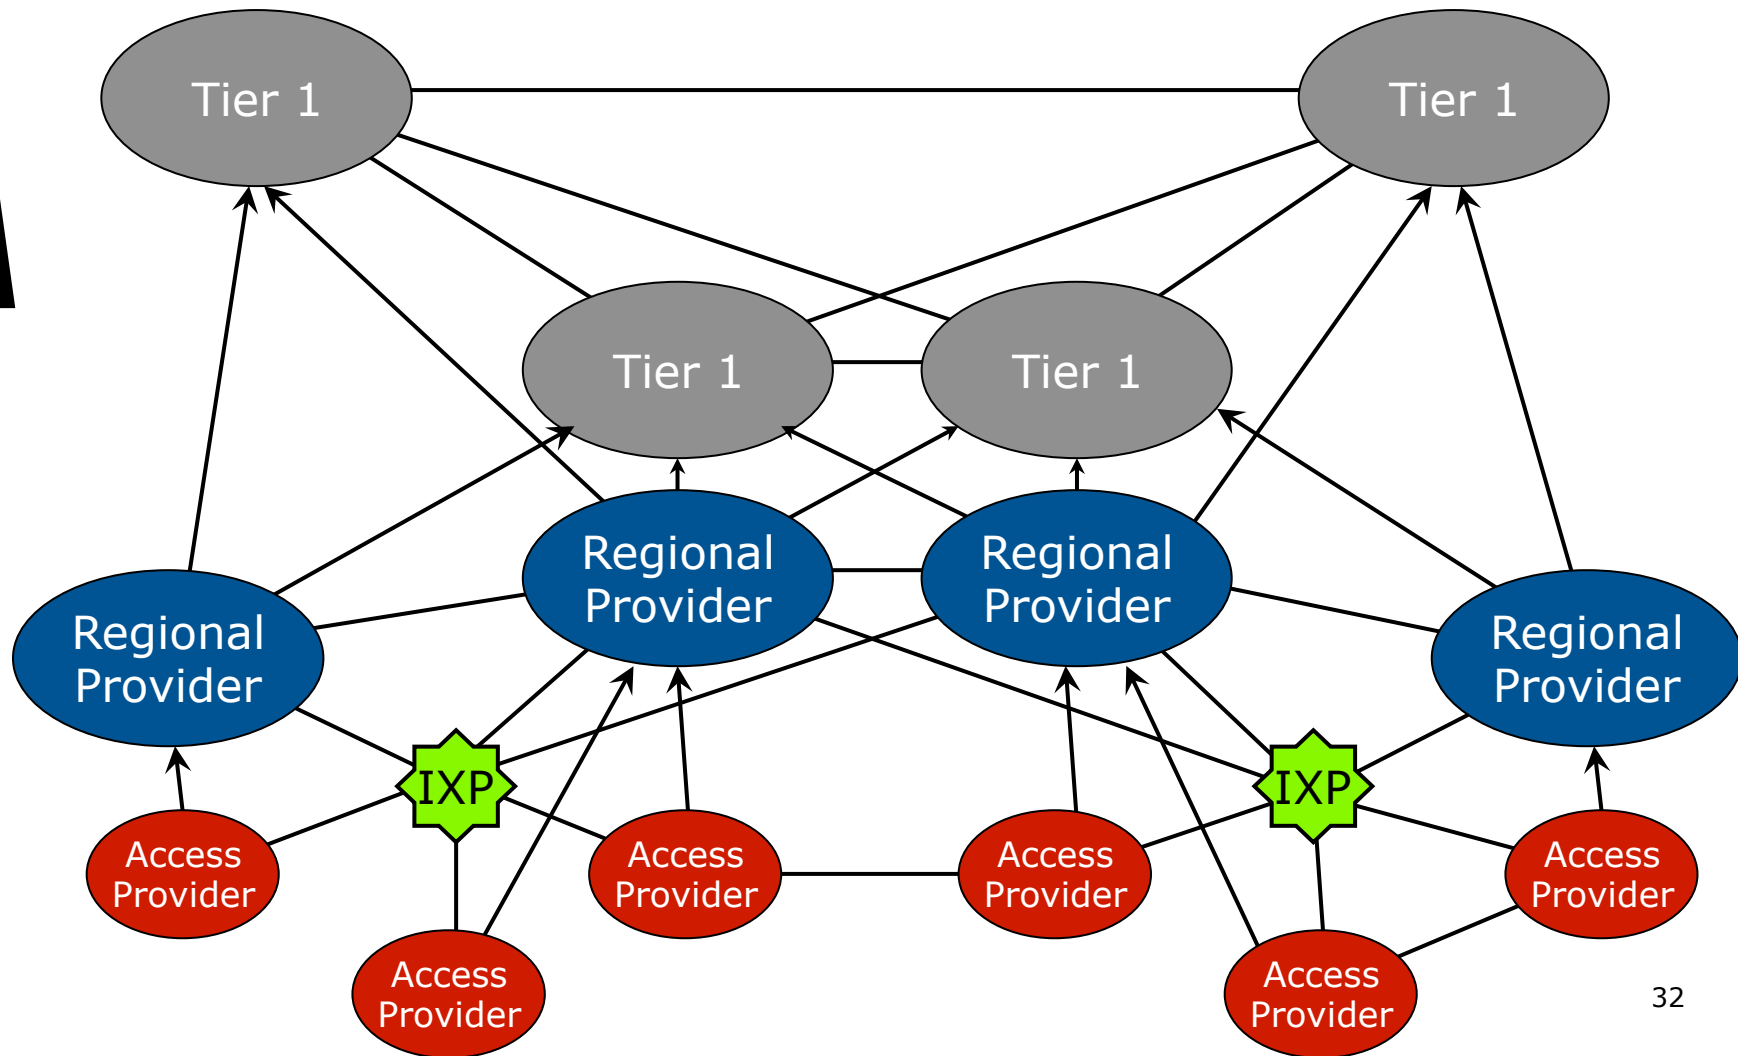 Tier 1
Tier 1
Tier 1
Tier 1
Regional
Provider
Regional
Provider
Regional
Provider
Regional
Provider
IXP
IXP
Access
Provider
Access
Provider
Access
Provider
Access
Provider
Access
Provider
Access
Provider
32